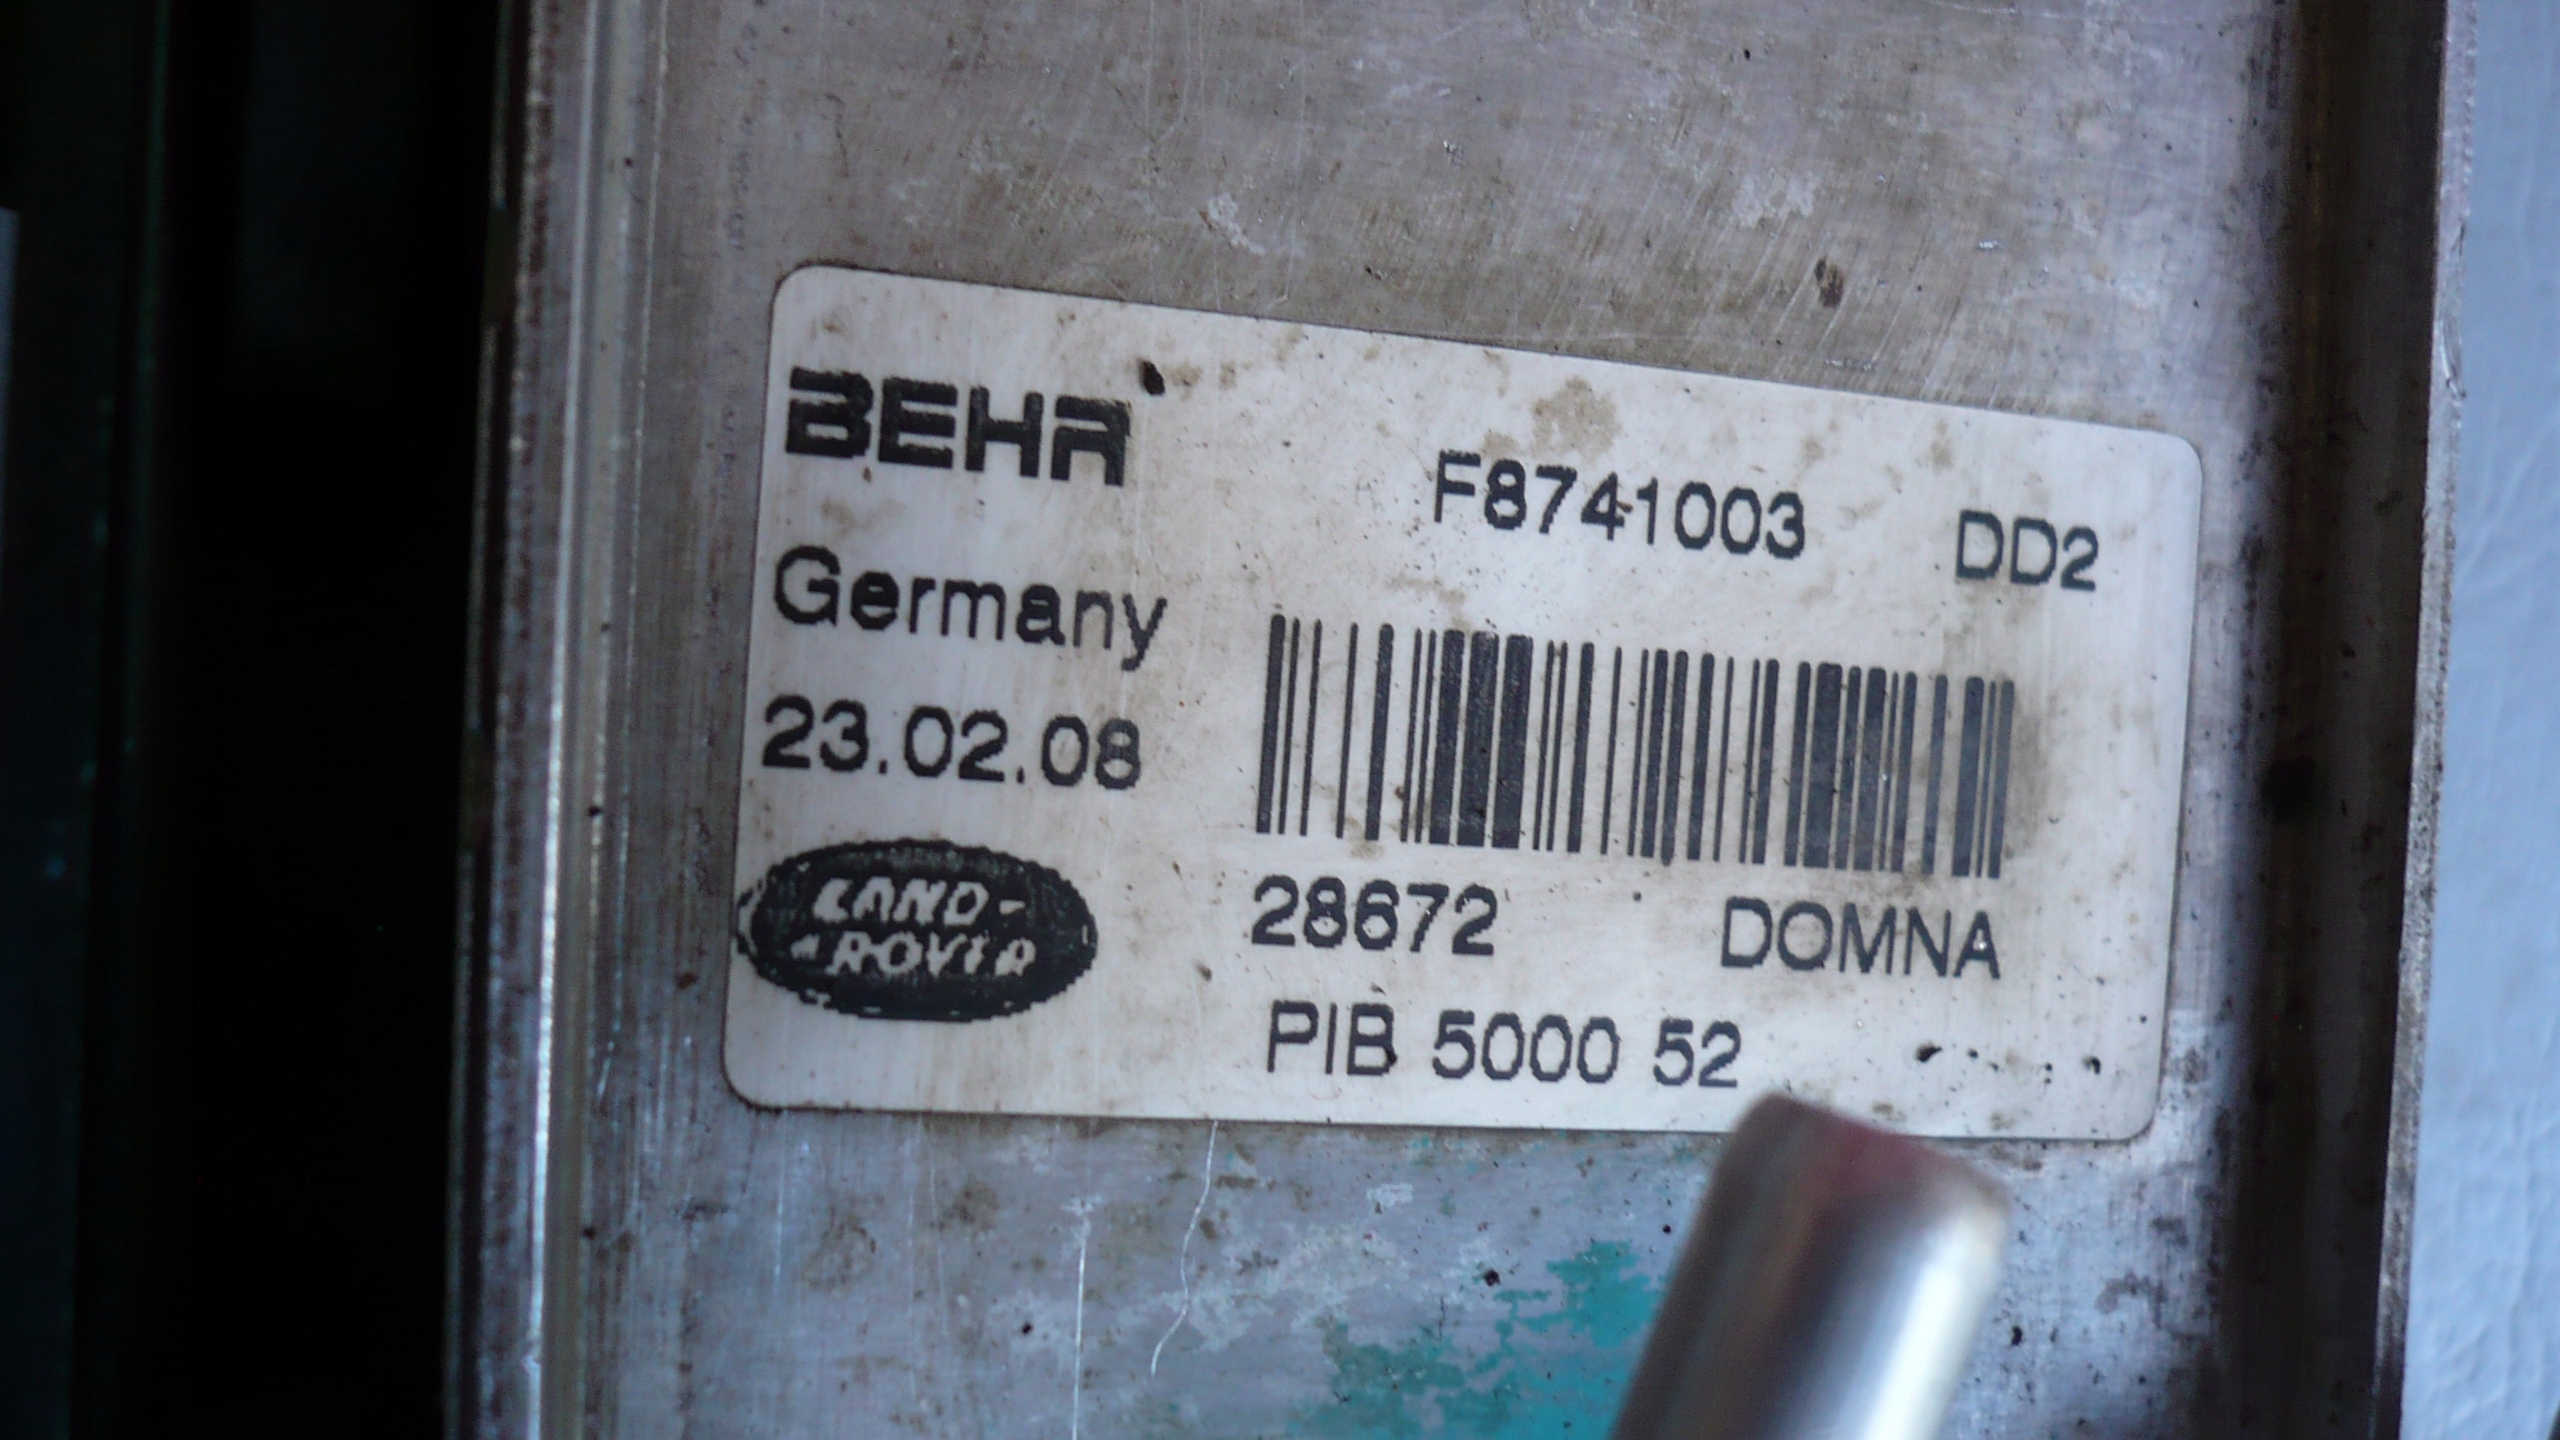 BEHR
F8741003 DD2
Germany
23.02.08
28672 DOMNA
LAND-
ROVER
PIB 5000 52